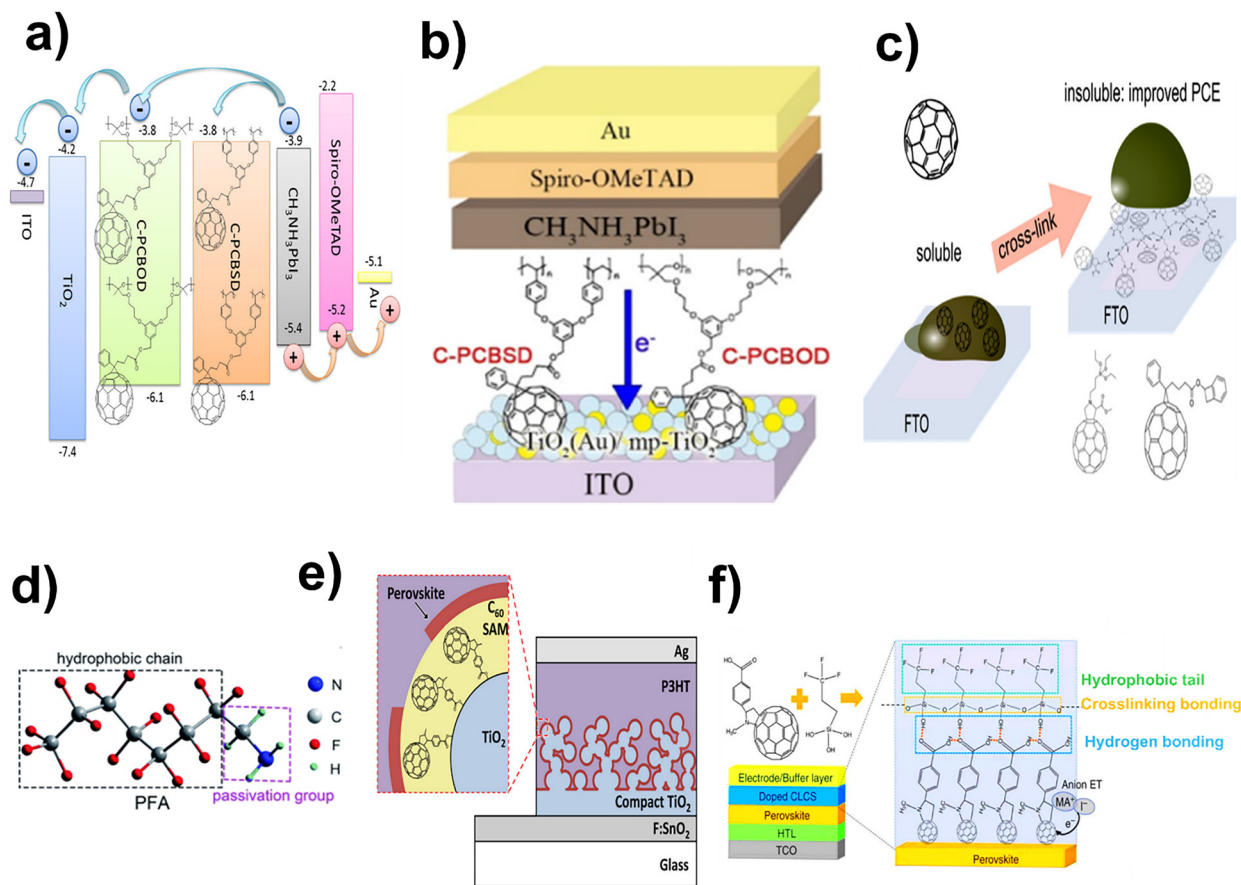 a)
-2.2
-3.8
-3.8
-3.9
-4.2
-4.7
ITO
TiO2
C-PCBOD
C-PCBSD
CH3NH3PbI3
Spiro-OMeTAD
-5.1
Au
-5.2
-5.4
-6.1
-6.1
-7.4
b)
Au
Spiro-OMeTAD
CH3NH3PbI3
C-PCBSD
e-
C-PCBOD
TiO2(Au)/ mp-TiO2
ITO
c)
insoluble: improved PCE
soluble
cross-link
FTO
FTO
d)
hydrophobic chain
N
C
F
H
PFA
passivation group
e)
Perovskite
C60
SAM
TiO2
Ag
P3HT
Compact TiO2
F:SnO2
Glass
f)
Electrode/Buffer layer
Doped CLCS
Perovskite
HTL
TCO
Hydrophobic tail
Crosslinking bonding
Hydrogen bonding
Anion ET
MA+
I-
e-
Perovskite